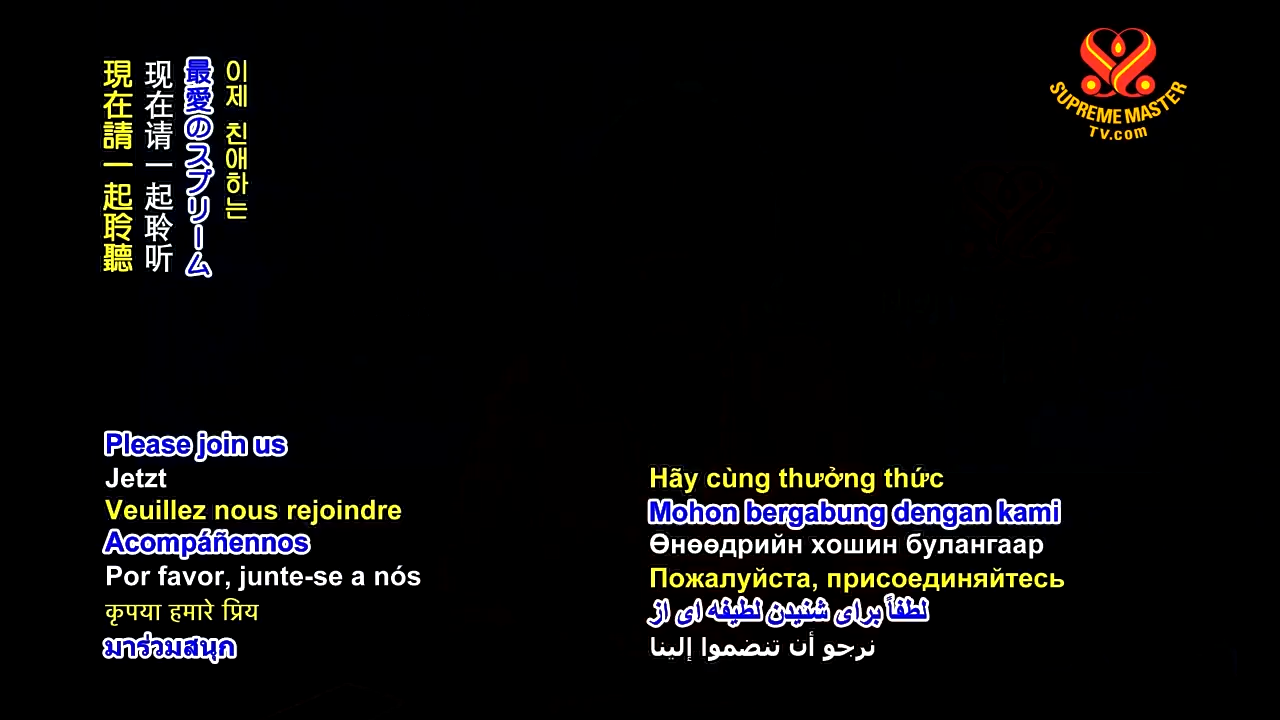 現在請一起聆聽
现在请一起聆听
最愛のスプリーム
이제 친애하는
SUPREME MASTER
TV.com
Please join us
Jetzt
Veuillez nous rejoindre
Acompáñennos
Por favor, junte-se a nós
कृपया हमारे प्रिय
มาร่วมสนุก
Hãy cùng thưởng thức
Mohon bergabung dengan kami
Өнөөдрийн хошин булангаар
Пожалуйста, присоединяйтесь
لطفاً برای شنیدن لطیفه ای از
نرجو أن تنضموا إلينا